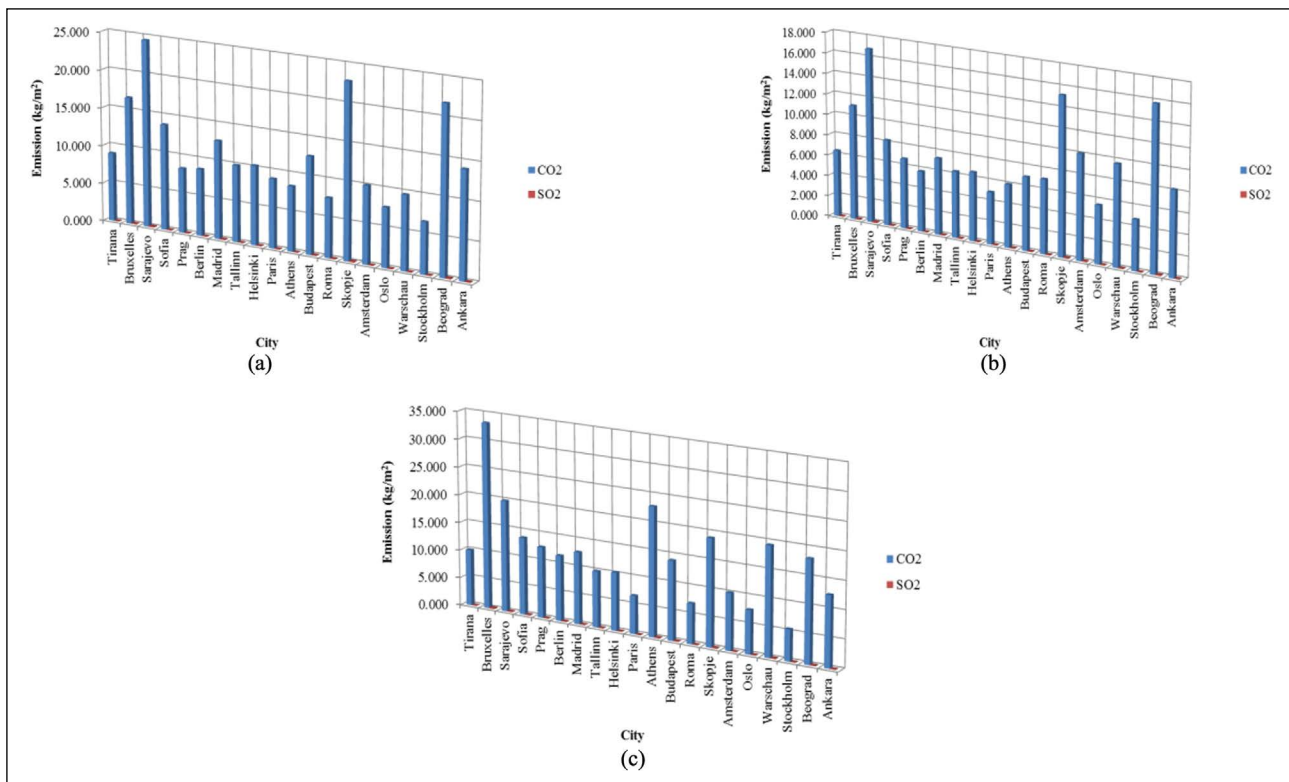 25.000
20.000
15.000
10.000
5.000
0.000
Emission (kg/m²)
Tirana
Bruxelles
Sarajevo
Sofia
Prag
Berlin
Madrid
Tallinn
Helsinki
Paris
Athens
Budapest
Roma
Skopje
Amsterdam
Oslo
Warschau
Stockholm
Beograd
Ankara
City
CO2
SO2
(a)
18.000
16.000
14.000
12.000
10.000
8.000
6.000
4.000
2.000
0.000
Emission (kg/m²)
Tirana
Bruxelles
Sarajevo
Sofia
Prag
Berlin
Madrid
Tallinn
Helsinki
Paris
Athens
Budapest
Roma
Skopje
Amsterdam
Oslo
Warschau
Stockholm
Beograd
Ankara
City
CO2
SO2
(b)
35.000
30.000
25.000
20.000
15.000
10.000
5.000
0.000
Emission (kg/m²)
Tirana
Bruxelles
Sarajevo
Sofia
Prag
Berlin
Madrid
Tallinn
Helsinki
Paris
Athens
Budapest
Roma
Skopje
Amsterdam
Oslo
Warschau
Stockholm
Beograd
Ankara
City
CO2
SO2
(c)